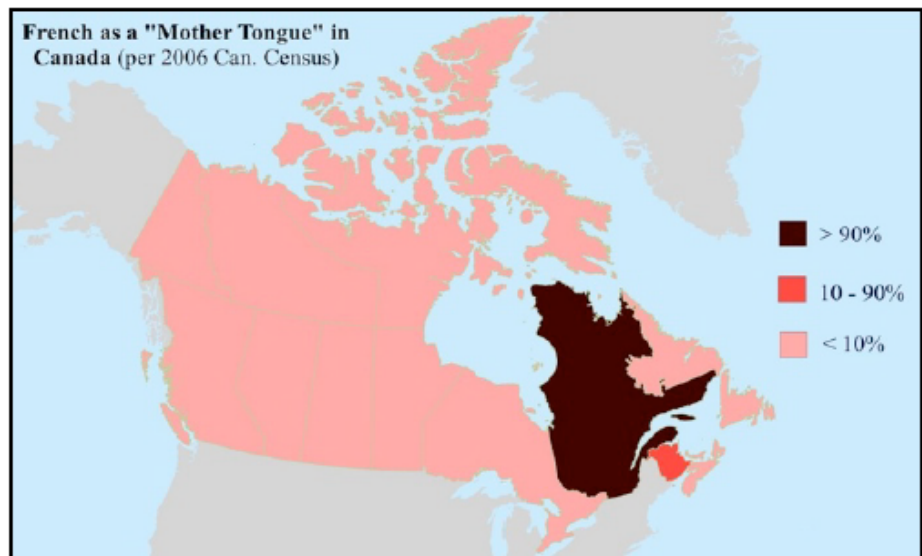 French as a "Mother Tongue" in
Canada (per 2006 Can. Census)
> 90%
10 - 90%
< 10%